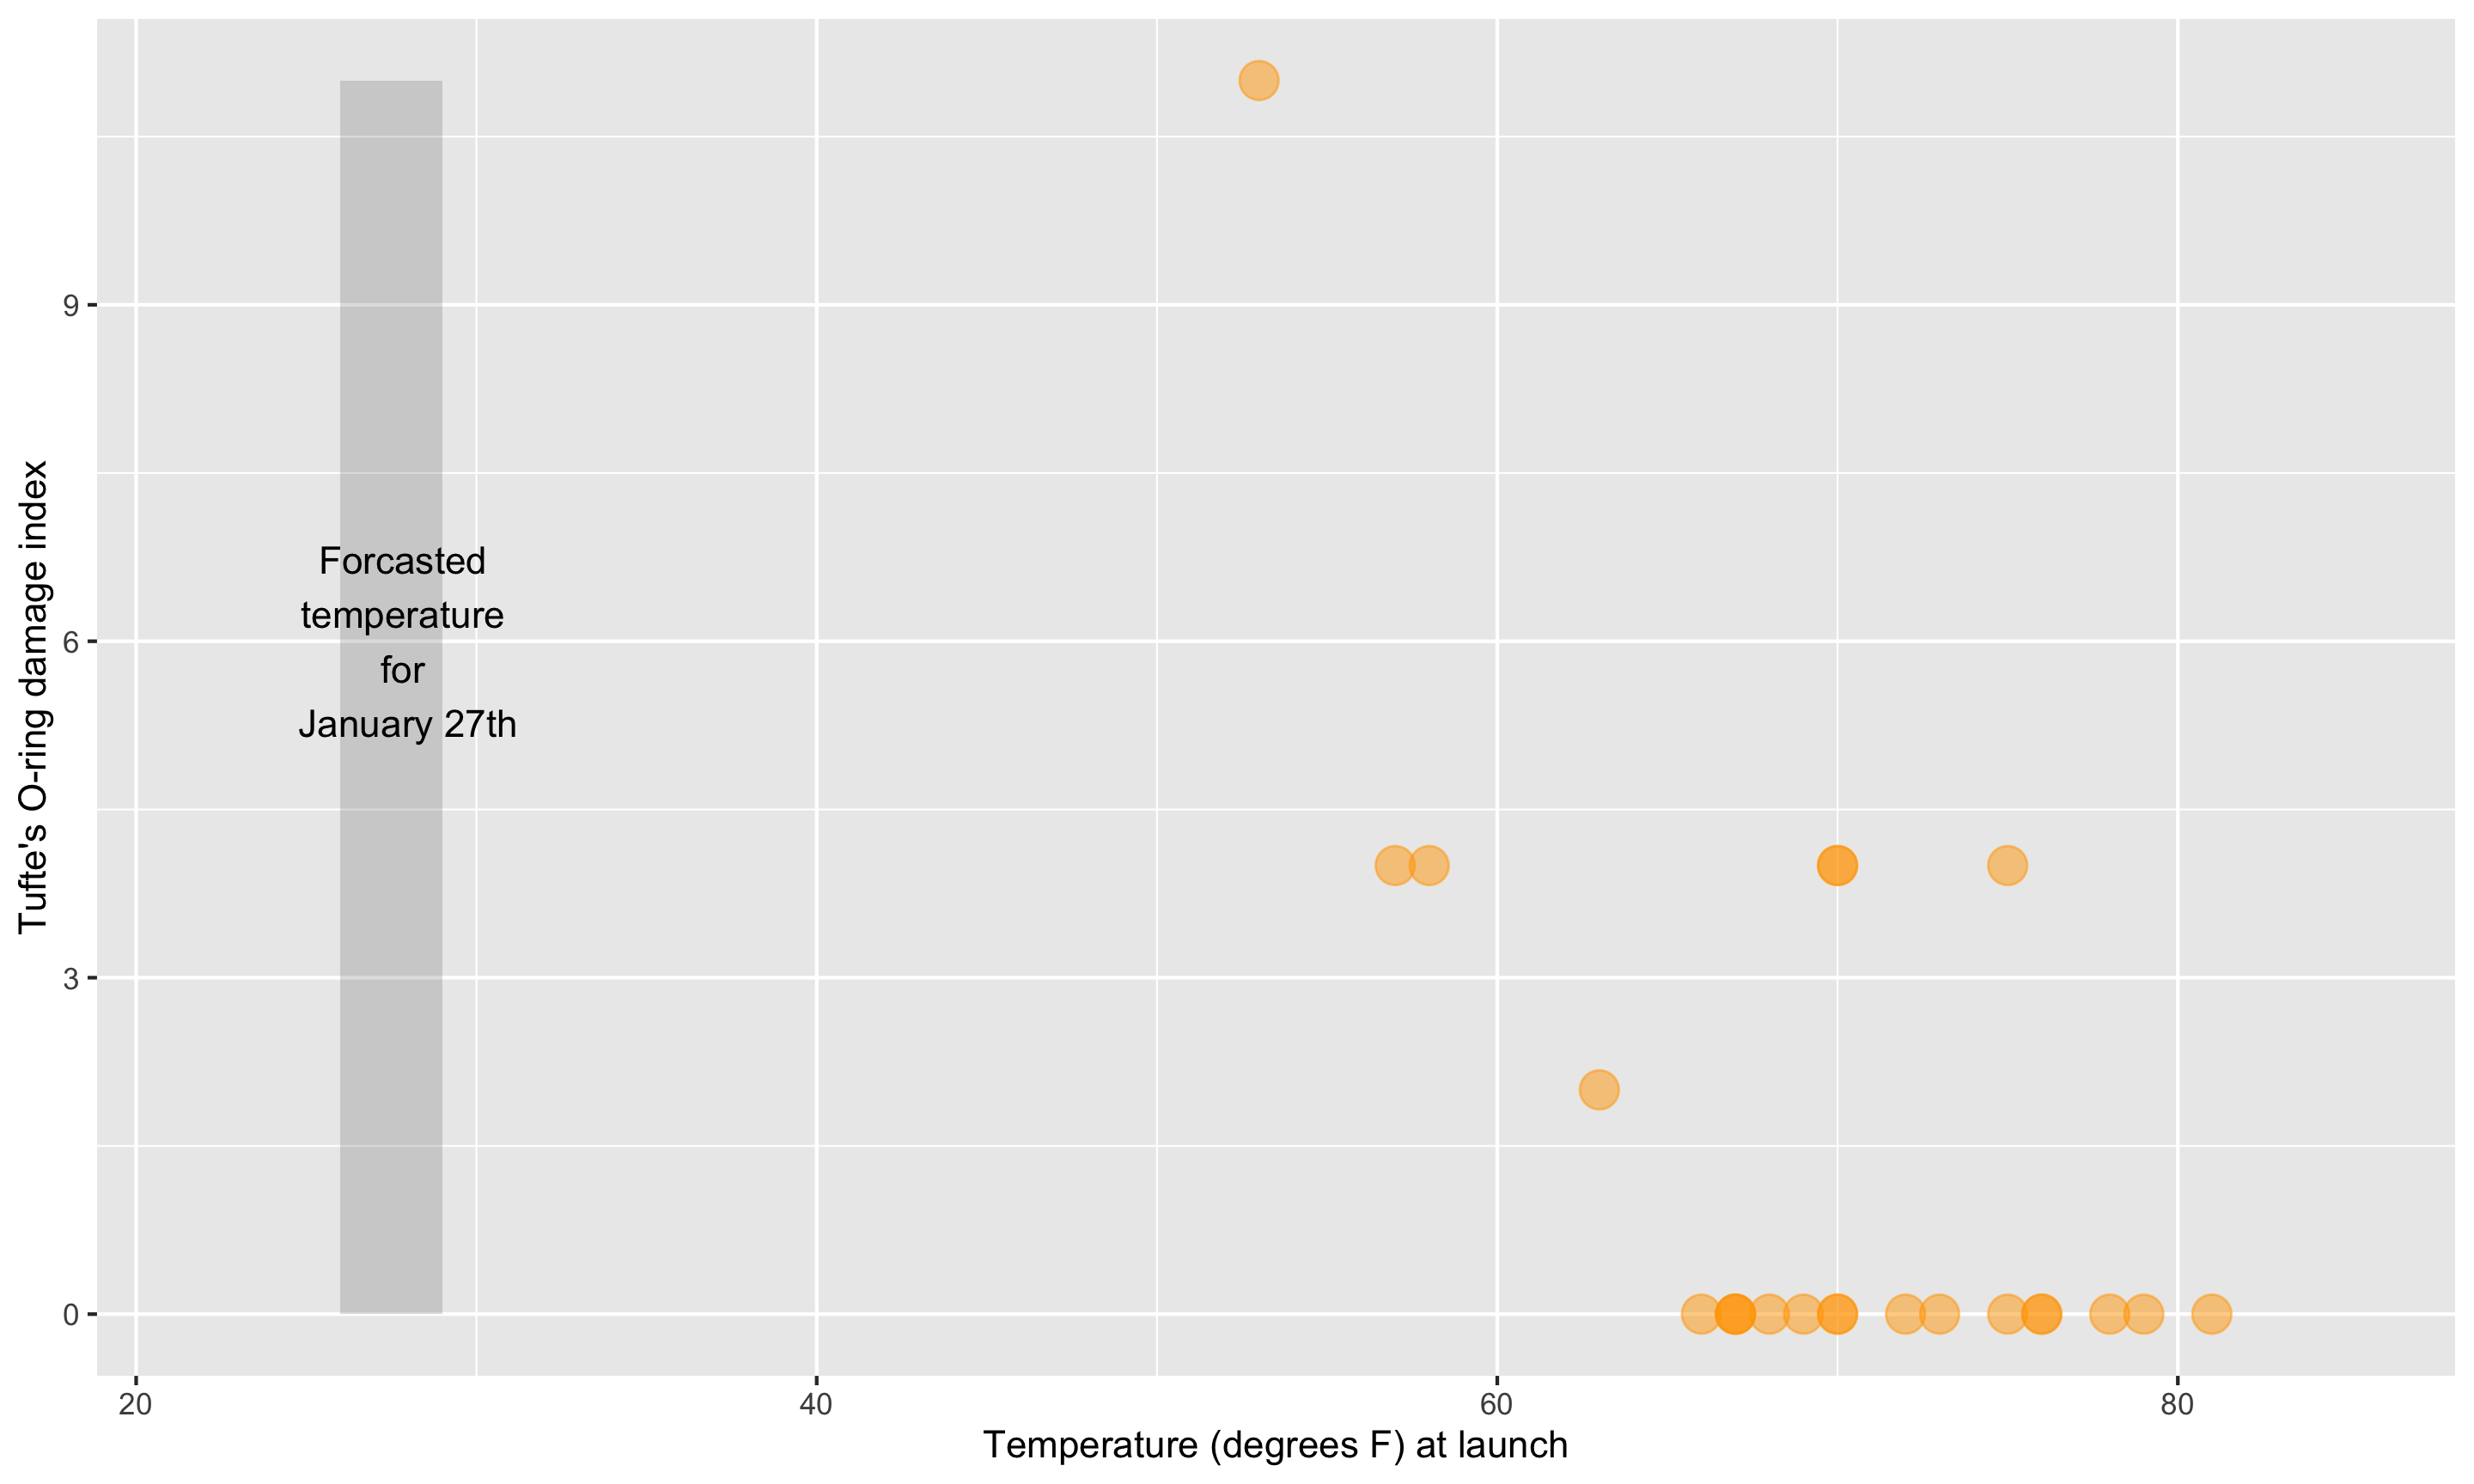 Tufte's O-ring damage index
9
6
3
0
Forcasted
temperature
for
January 27th
20 40 60 80
Temperature (degrees F) at launch